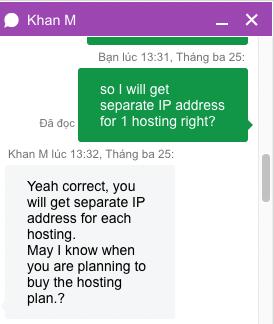 Khan M
Bạn lúc 13:31, Tháng ba 25:
so I will get
separate IP address
for 1 hosting right?
Đã đọc
Khan M lúc 13:32, Tháng ba 25:
Yeah correct, you
will get separate IP
address for each
hosting.
May I know when
you are planning to
buy the hosting
plan.?